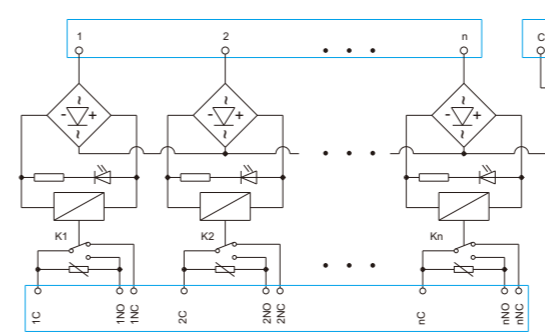 1 2 n C
- + - + - +
K1 K2 Kn
1C 1NO 1NC 2C 2NO 2NC nC nNO nNC